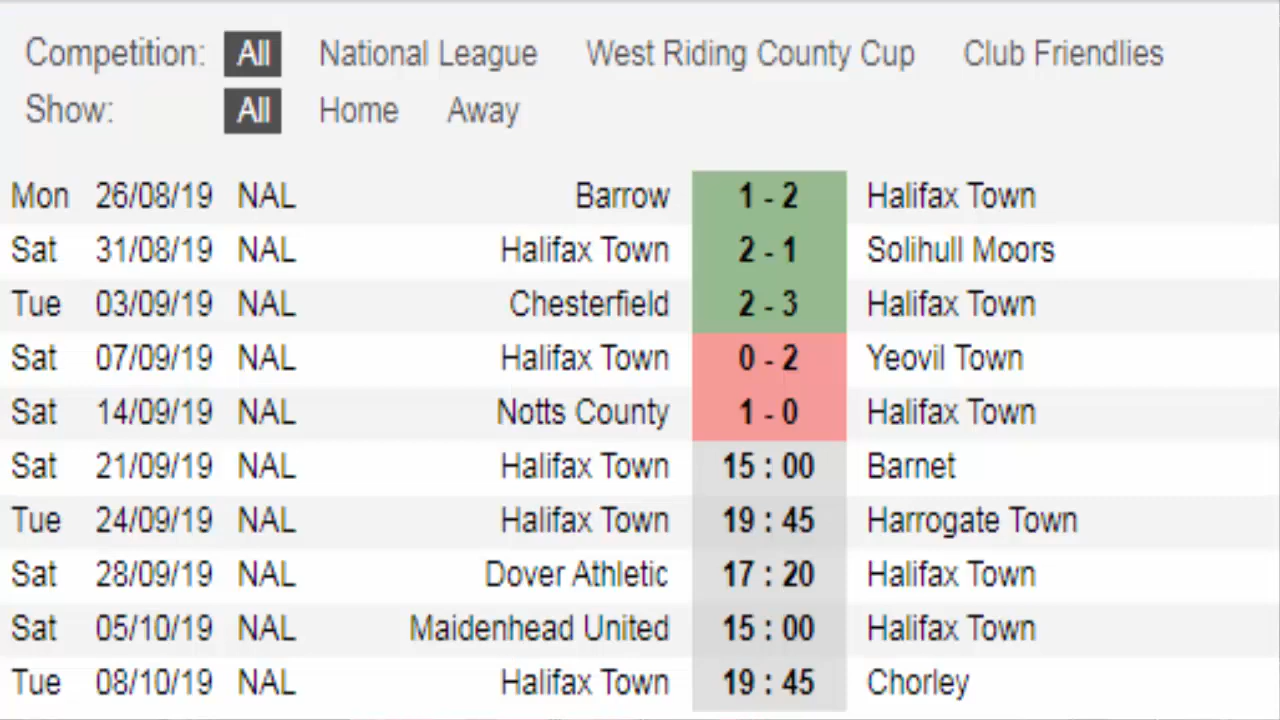 Competition: All National League West Riding County Cup Club Friendlies
Show: All Home Away
Mon 26/08/19 NAL Barrow 1 - 2 Halifax Town
Sat 31/08/19 NAL Halifax Town 2 - 1 Solihull Moors
Tue 03/09/19 NAL Chesterfield 2 - 3 Halifax Town
Sat 07/09/19 NAL Halifax Town 0 - 2 Yeovil Town
Sat 14/09/19 NAL Notts County 1 - 0 Halifax Town
Sat 21/09/19 NAL Halifax Town 15 : 00 Barnet
Tue 24/09/19 NAL Halifax Town 19 : 45 Harrogate Town
Sat 28/09/19 NAL Dover Athletic 17 : 20 Halifax Town
Sat 05/10/19 NAL Maidenhead United 15 : 00 Halifax Town
Tue 08/10/19 NAL Halifax Town 19 : 45 Chorley